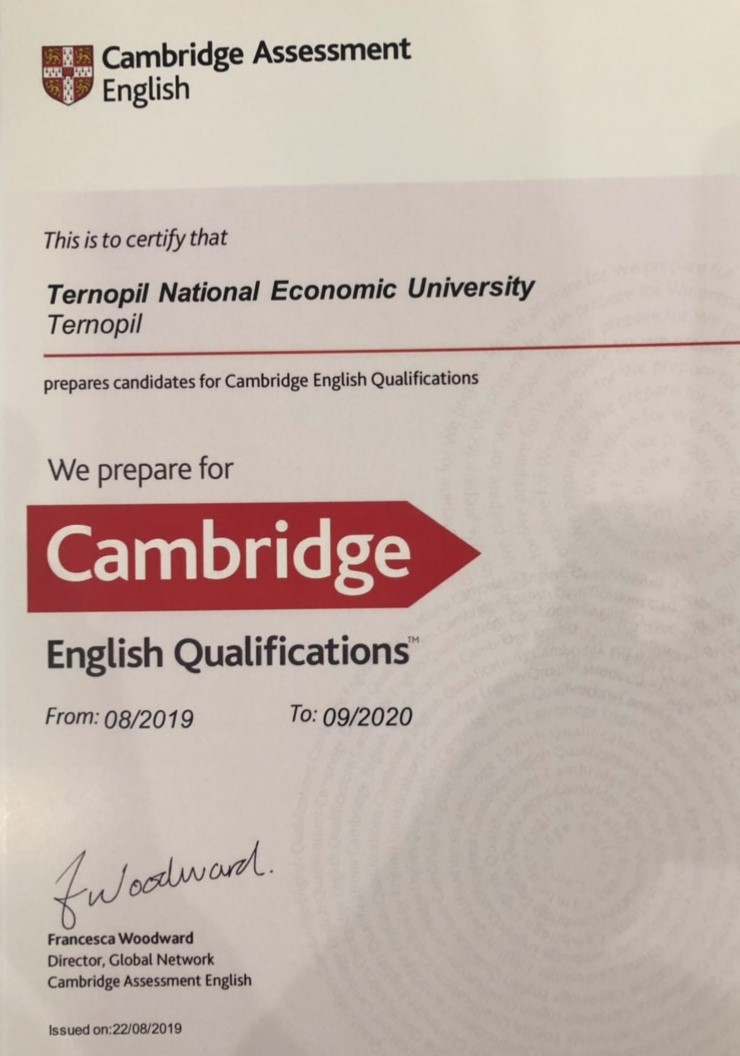 Cambridge Assessment
English
This is to certify that
Ternopil National Economic University
Ternopil
prepares candidates for Cambridge English Qualifications
We prepare for
Cambridge
English Qualifications™
From: 08/2019 To: 09/2020
FWoodward.
Francesca Woodward
Director, Global Network
Cambridge Assessment English
Issued on:22/08/2019